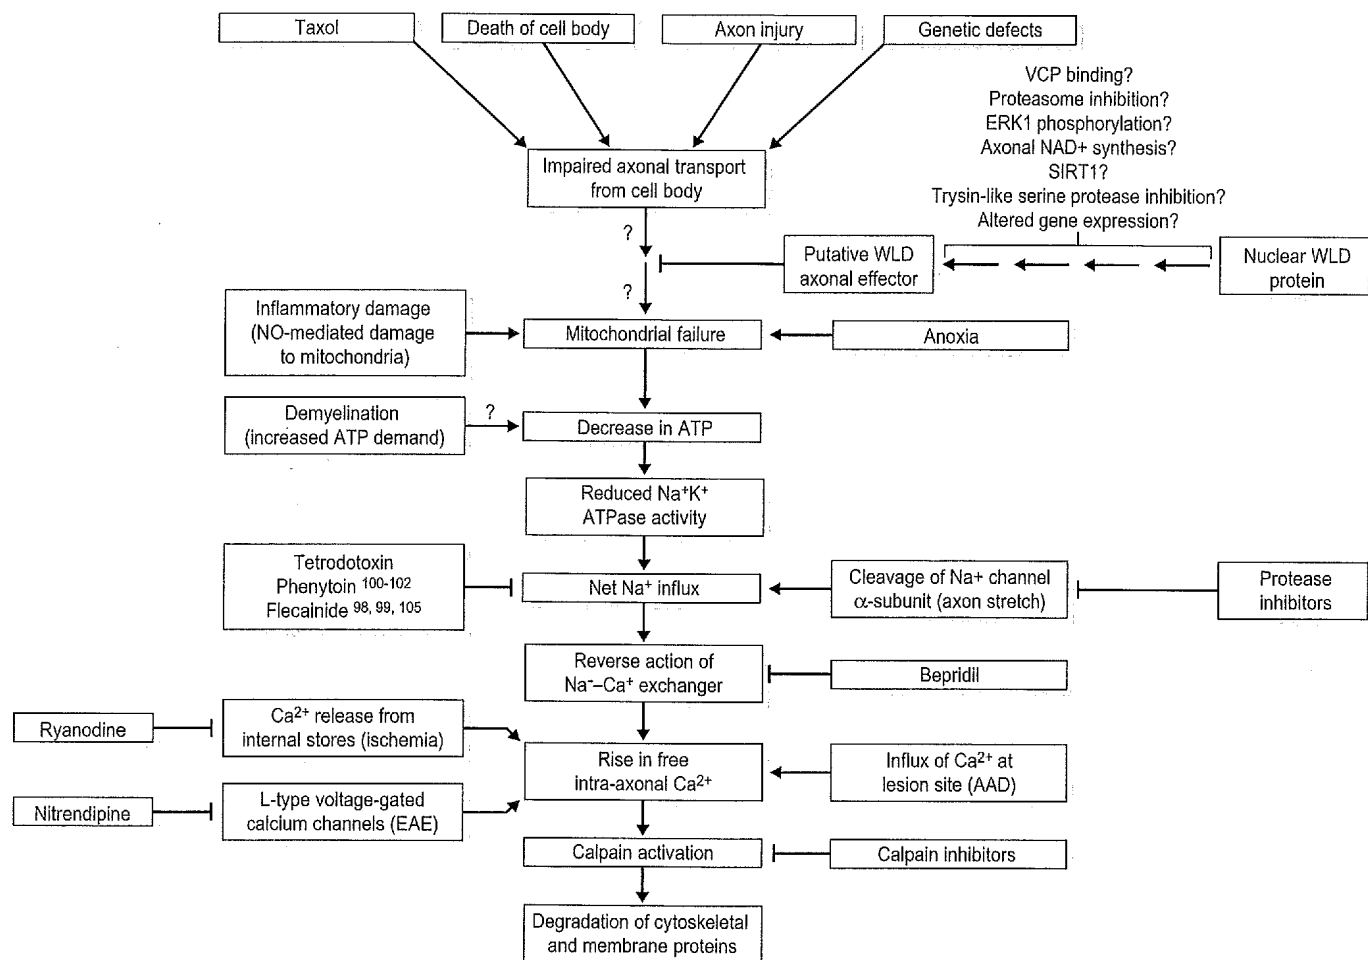 Taxol
Death of cell body
Axon injury
Genetic defects
VCP binding?
Proteasome inhibition?
ERK1 phosphorylation?
Axonal NAD+ synthesis?
SIRT1?
Trysin-like serine protease inhibition?
Altered gene expression?
Impaired axonal transport
from cell body
?
Putative WLD
axonal effector
Nuclear WLD
protein
?
Inflammatory damage
(NO-mediated damage
to mitochondria)
Mitochondrial failure
Anoxia
Demyelination
(increased ATP demand)
?
Decrease in ATP
Reduced Na⁺K⁺
ATPase activity
Tetrodotoxin
Phenytoin 100-102
Flecainide 98, 99, 105
Net Na⁺ influx
Cleavage of Na+ channel
α-subunit (axon stretch)
Protease
inhibitors
Reverse action of
Na⁻–Ca⁺ exchanger
Bepridil
Ryanodine
Ca²⁺ release from
internal stores (ischemia)
Rise in free
intra-axonal Ca²⁺
Influx of Ca²⁺ at
lesion site (AAD)
Nitrendipine
L-type voltage-gated
calcium channels (EAE)
Calpain activation
Calpain inhibitors
Degradation of cytoskeletal
and membrane proteins